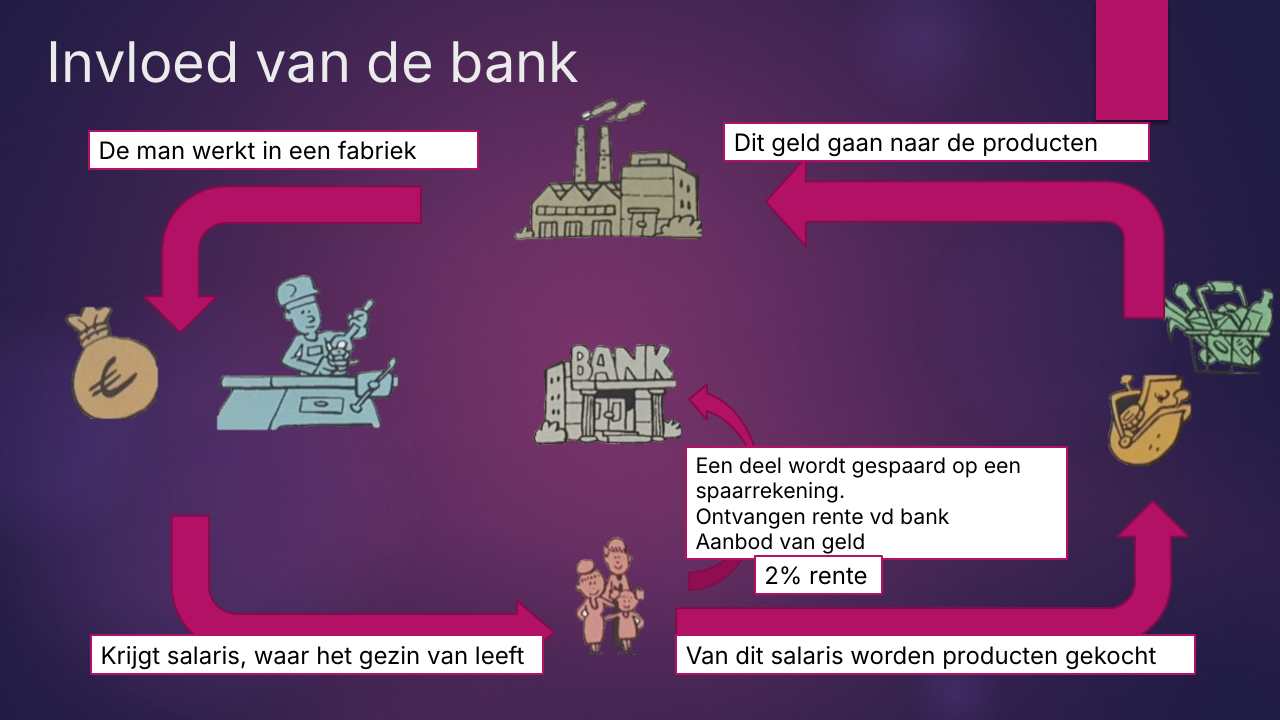 Invloed van de bank
De man werkt in een fabriek
Dit geld gaan naar de producten
€
BANK
Een deel wordt gespaard op een
spaarrekening.
Ontvangen rente vd bank
Aanbod van geld
2% rente
Krijgt salaris, waar het gezin van leeft
Van dit salaris worden producten gekocht